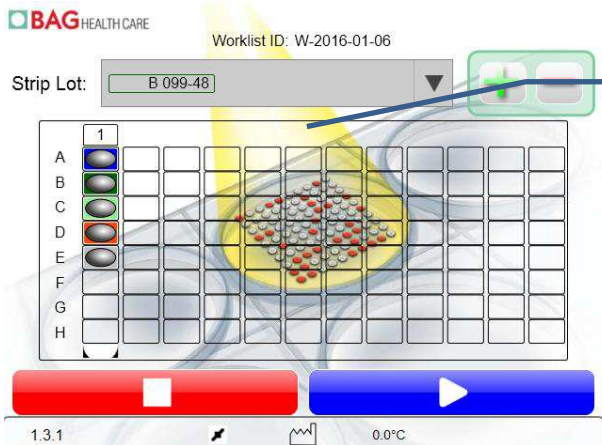 BAG HEALTH CARE
Worklist ID: W-2016-01-06
Strip Lot: B 099-48
1
A
B
C
D
E
F
G
H
1.3.1 0.0°C